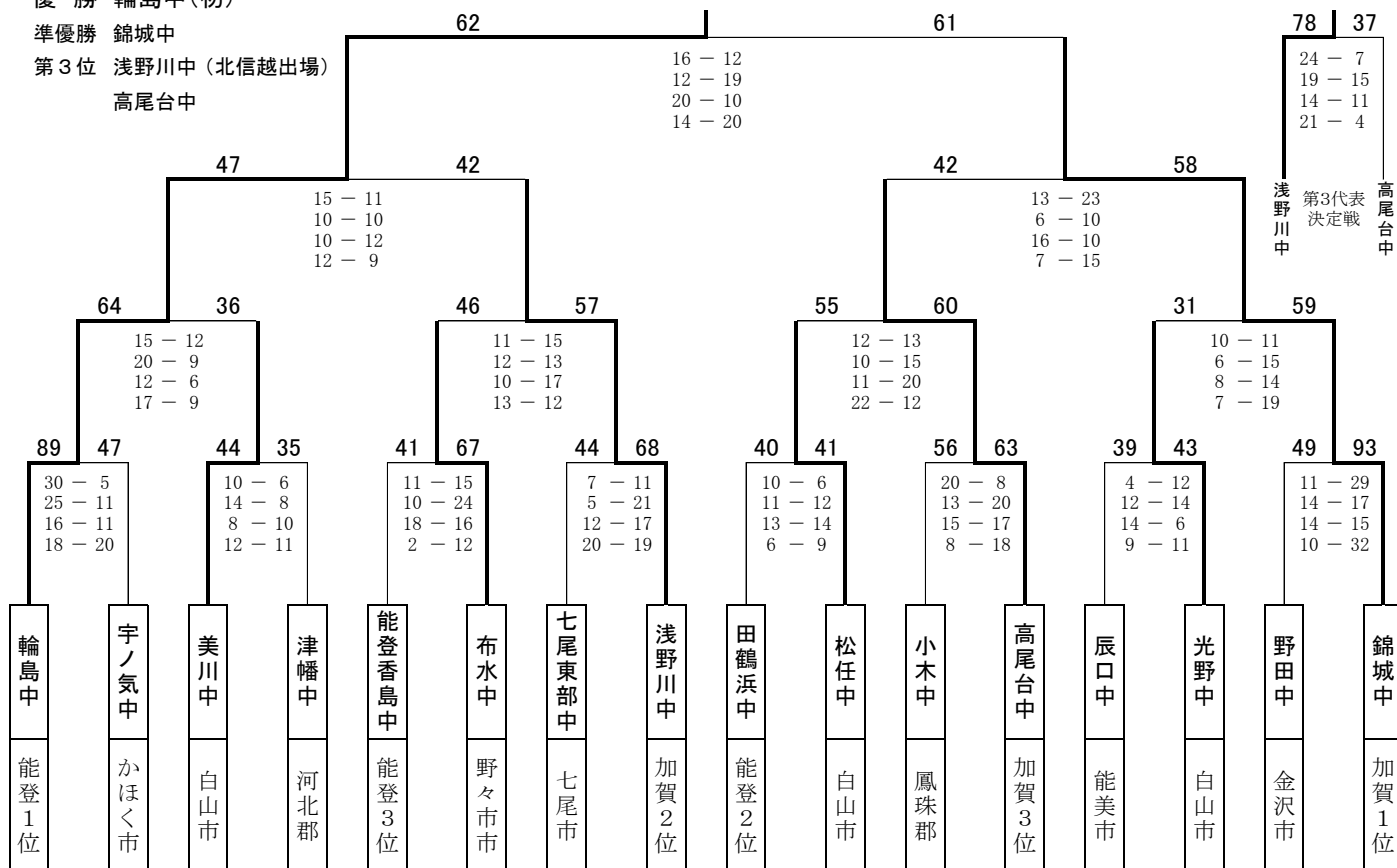 優 勝 輪島中(初)
準優勝 錦城中
第３位 浅野川中（北信越出場）
高尾台中
62 61
16 － 12
12 － 19
20 － 10
14 － 20
78 37
24 － 7
19 － 15
14 － 11
21 － 4
浅野川中
第3代表
決定戦
高尾台中
47 42
15 － 11
10 － 10
10 － 12
12 － 9
42 58
13 － 23
6 － 10
16 － 10
7 － 15
64 36
15 － 12
20 － 9
12 － 6
17 － 9
46 57
11 － 15
12 － 13
10 － 17
13 － 12
55 60
12 － 13
10 － 15
11 － 20
22 － 12
31 59
10 － 11
6 － 15
8 － 14
7 － 19
89 47
30 － 5
25 － 11
16 － 11
18 － 20
44 35
10 － 6
14 － 8
8 － 10
12 － 11
41 67
11 － 15
10 － 24
18 － 16
2 － 12
44 68
7 － 11
5 － 21
12 － 17
20 － 19
40 41
10 － 6
11 － 12
13 － 14
6 － 9
56 63
20 － 8
13 － 20
15 － 17
8 － 18
39 43
4 － 12
12 － 14
14 － 6
9 － 11
49 93
11 － 29
14 － 17
14 － 15
10 － 32
輪島中
能登１位
宇ノ気中
かほく市
美川中
白山市
津幡中
河北郡
能登香島中
能登３位
布水中
野々市市
七尾東部中
七尾市
浅野川中
加賀２位
田鶴浜中
能登２位
松任中
白山市
小木中
鳳珠郡
高尾台中
加賀３位
辰口中
能美市
光野中
白山市
野田中
金沢市
錦城中
加賀１位